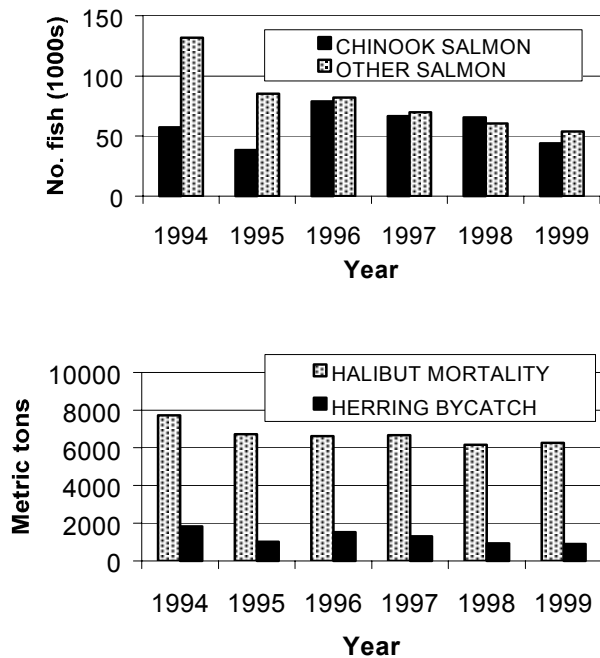 No. fish (1000s)
150
100
50
0
CHINOOK SALMON
OTHER SALMON
1994 1995 1996 1997 1998 1999
Year
Metric tons
10000
8000
6000
4000
2000
0
HALIBUT MORTALITY
HERRING BYCATCH
1994 1995 1996 1997 1998 1999
Year